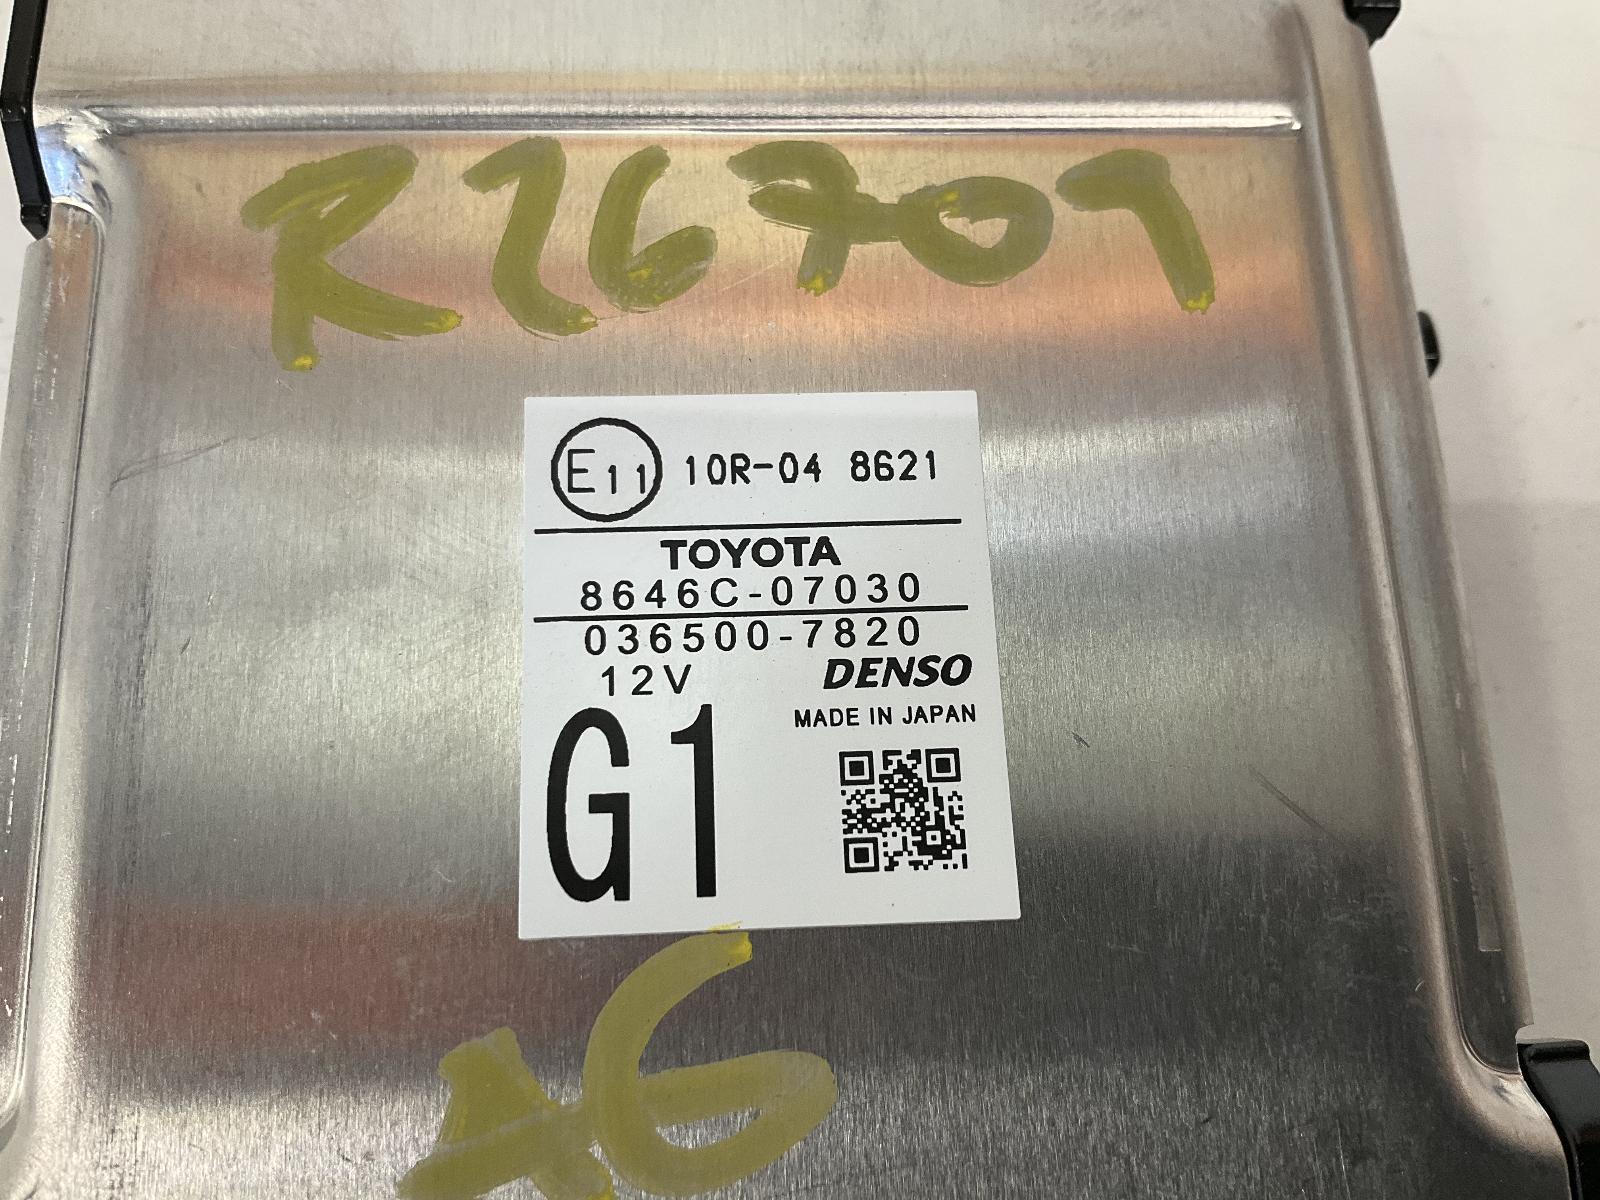 R26709
E11 10R-04 8621
TOYOTA
8646C-07030
036500-7820
12V DENSO
MADE IN JAPAN
G1